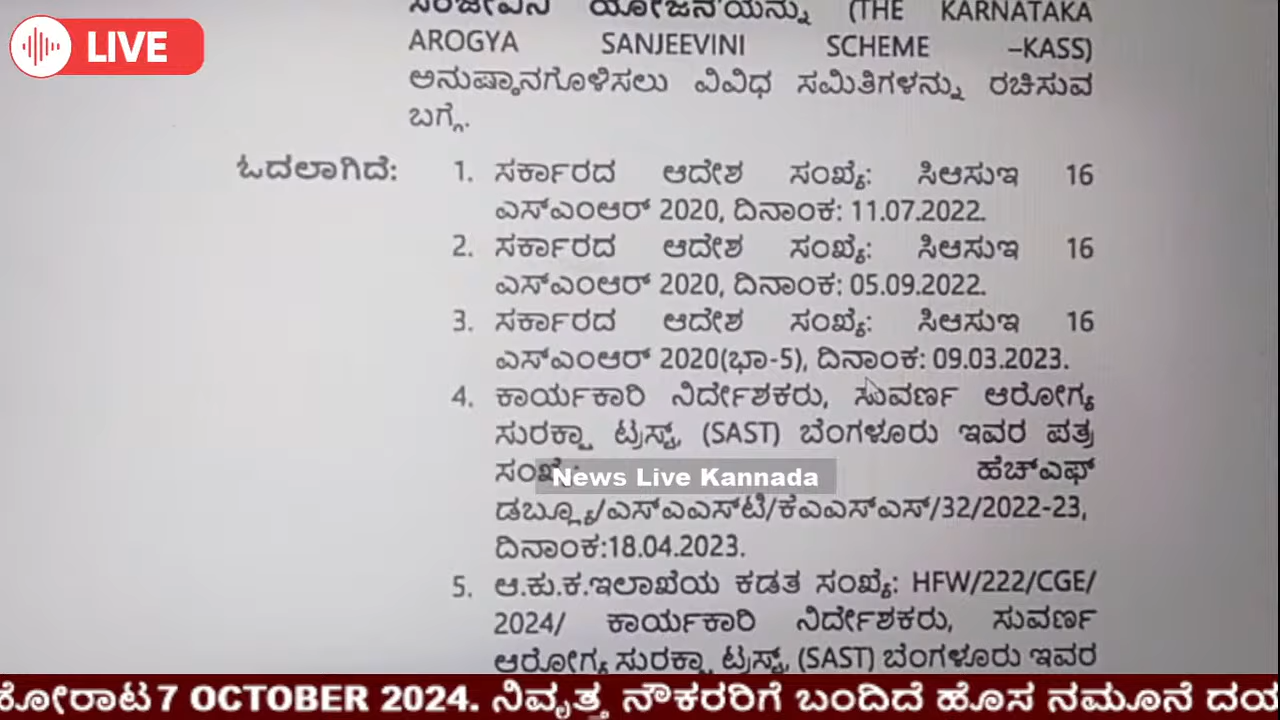 LIVE
ಸಂಜೀವಿನಿ ಯೋಜನೆ'ಯನ್ನು (THE KARNATAKA
AROGYA SANJEEVINI SCHEME –KASS)
ಅನುಷ್ಠಾನಗೊಳಿಸಲು ವಿವಿಧ ಸಮಿತಿಗಳನ್ನು ರಚಿಸುವ
ಬಗ್ಗೆ.
ಓದಲಾಗಿದೆ: 1. ಸರ್ಕಾರದ ಆದೇಶ ಸಂಖ್ಯೆ: ಸಿಆಸುಇ 16
ಎಸ್ಎಂಆರ್ 2020, ದಿನಾಂಕ: 11.07.2022.
2. ಸರ್ಕಾರದ ಆದೇಶ ಸಂಖ್ಯೆ: ಸಿಆಸುಇ 16
ಎಸ್ಎಂಆರ್ 2020, ದಿನಾಂಕ: 05.09.2022.
3. ಸರ್ಕಾರದ ಆದೇಶ ಸಂಖ್ಯೆ: ಸಿಆಸುಇ 16
ಎಸ್ಎಂಆರ್ 2020(ಭಾ-5), ದಿನಾಂಕ: 09.03.2023.
4. ಕಾರ್ಯಕಾರಿ ನಿರ್ದೇಶಕರು, ಸುವರ್ಣ ಆರೋಗ್ಯ
ಸುರಕ್ಷಾ ಟ್ರಸ್ಟ್, (SAST) ಬೆಂಗಳೂರು ಇವರ ಪತ್ರ
ಸಂಖ್ಯೆ: ಹೆಚ್ಎಫ್
News Live Kannada
ಡಬ್ಲ್ಯೂ/ಎಸ್ಎಎಸ್‌ಟಿ/ಕೆಎಎಸ್ಎಸ್/32/2022-23,
ದಿನಾಂಕ:18.04.2023.
5. ಆ.ಕು.ಕ.ಇಲಾಖೆಯ ಕಡತ ಸಂಖ್ಯೆ: HFW/222/CGE/
2024/ ಕಾರ್ಯಕಾರಿ ನಿರ್ದೇಶಕರು, ಸುವರ್ಣ
ಆರೋಗ್ಯ ಸುರಕ್ಷಾ ಟ್ರಸ್ಟ್, (SAST) ಬೆಂಗಳೂರು ಇವರ
ಹೋರಾಟ 7 OCTOBER 2024. ನಿವೃತ್ತ ನೌಕರರಿಗೆ ಬಂದಿದೆ ಹೊಸ ನಮೂನೆ